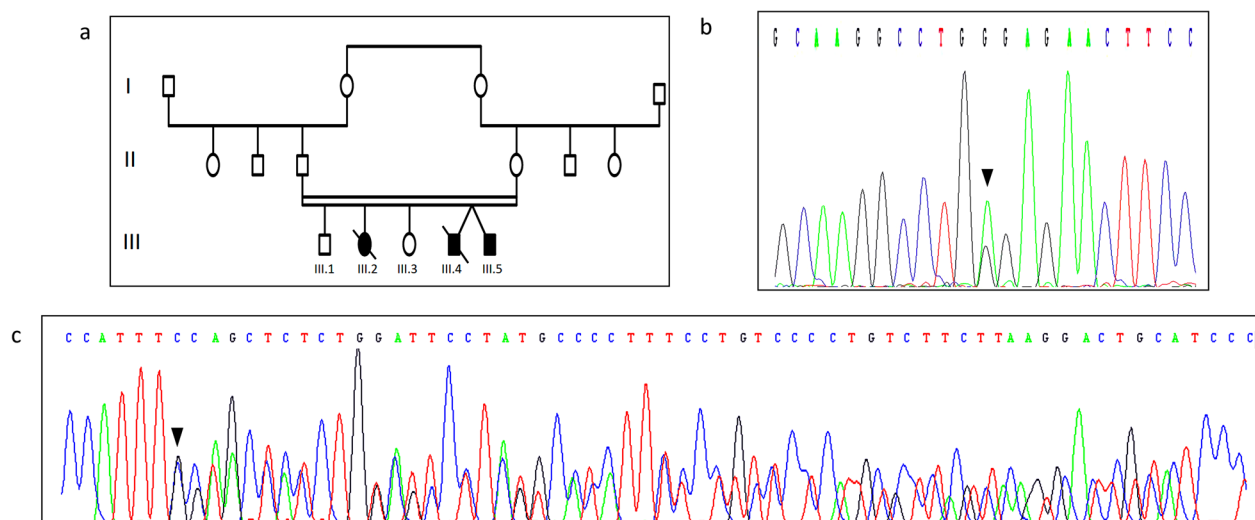 a
I
II
III
III.1 III.2 III.3 III.4 III.5
b
G C A A G G C C T G G G A G A A C T T C C
c
C C A T T T C C A G C T C T C T G G A T T C C T A T G C C C C T T T C C T G T C C C C T G T C T T C T T A A G G A C T G C A T C C C